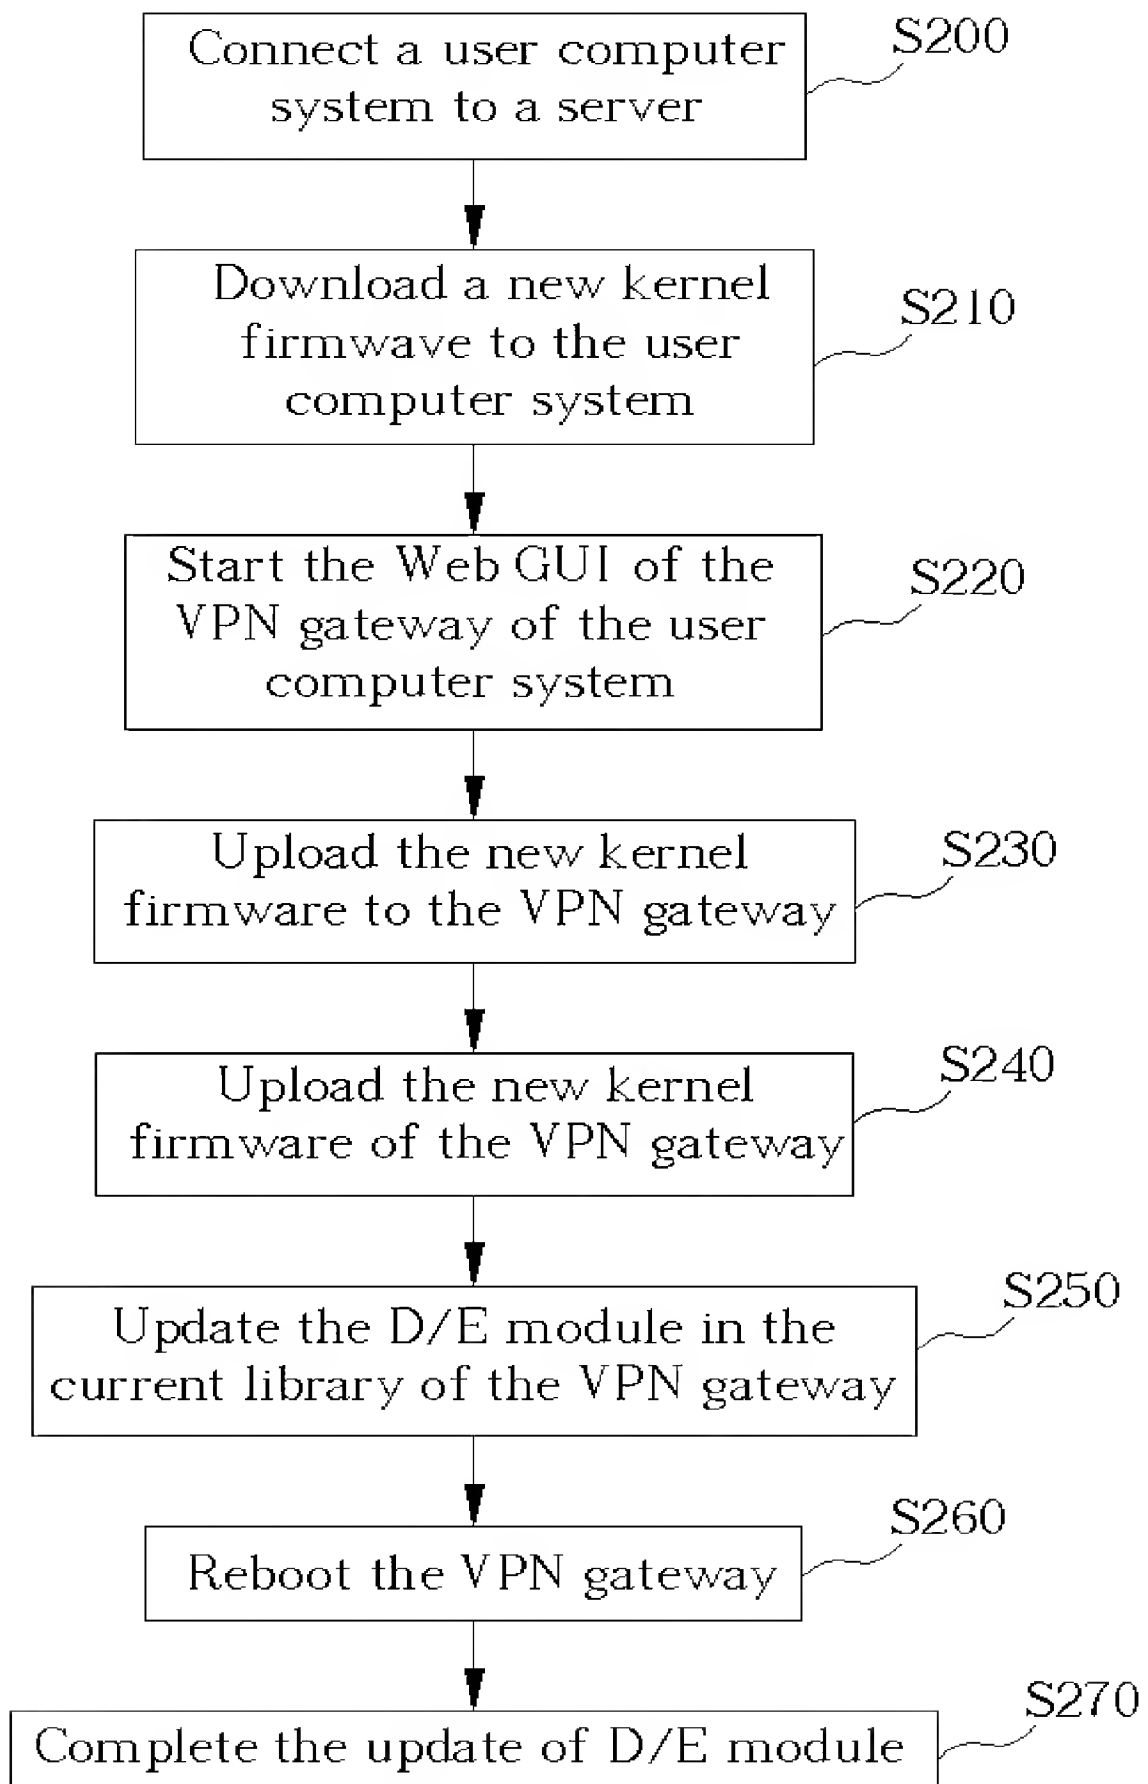 Connect a user computer
system to a server
S200
Download a new kernel
firmwave to the user
computer system
S210
Start the Web GUI of the
VPN gateway of the user
computer system
S220
Upload the new kernel
firmware to the VPN gateway
S230
Upload the new kernel
firmware of the VPN gateway
S240
Update the D/E module in the
current library of the VPN gateway
S250
Reboot the VPN gateway
S260
Complete the update of D/E module
S270